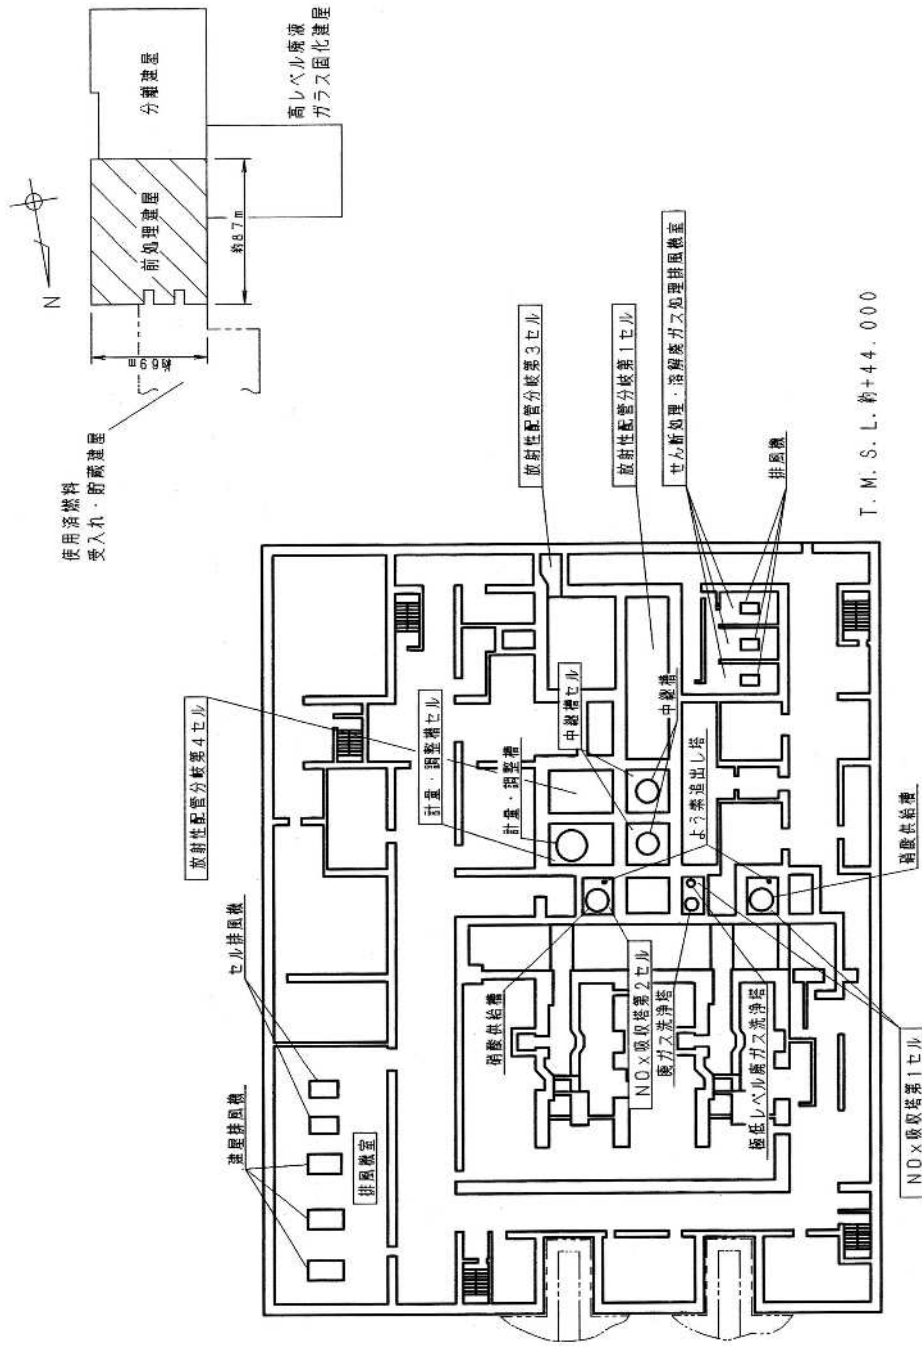 使用済燃料
受入れ・貯蔵建屋
N
前処理建屋
分離建屋
高レベル廃液
ガラス固化建屋
約69m
約87m
建屋排風機
セル排風機
排風機室
放射性配管分岐第4セル
計量・調整槽セル
計量・調整槽
中継槽セル
中継槽
放射性配管分岐第3セル
放射性配管分岐第1セル
せん断処理・溶解廃ガス処理排風機室
排風機
よう素追出し塔
硝酸供給槽
硝酸供給槽
NOx吸収塔第2セル
廃ガス洗浄塔
極低レベル廃ガス洗浄塔
NOx吸収塔第1セル
T.M.S.L.約+44.000